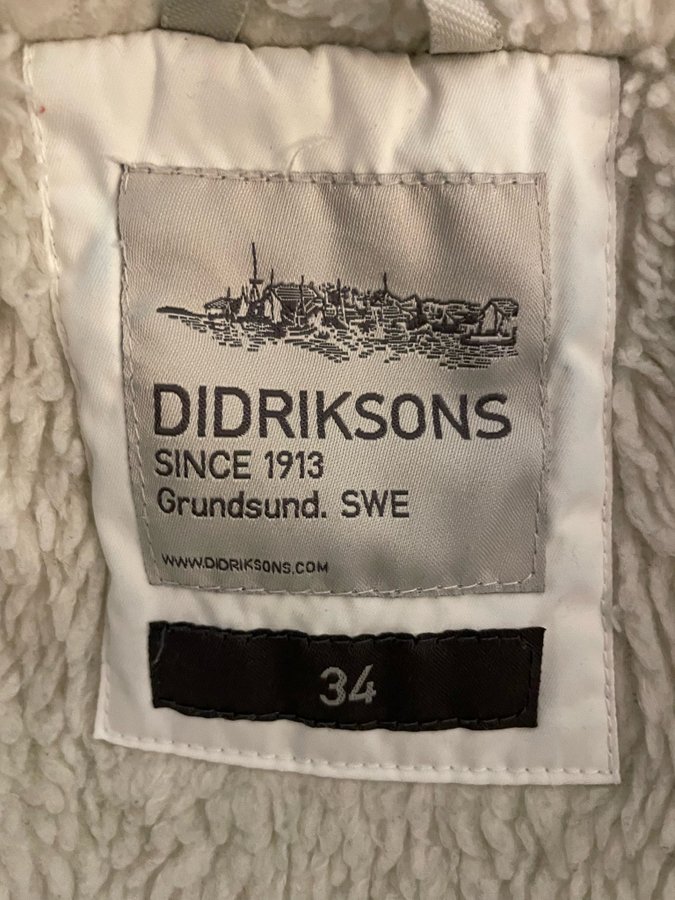 DIDRIKSONS
SINCE 1913
Grundsund. SWE
WWW.DIDRIKSONS.COM
34